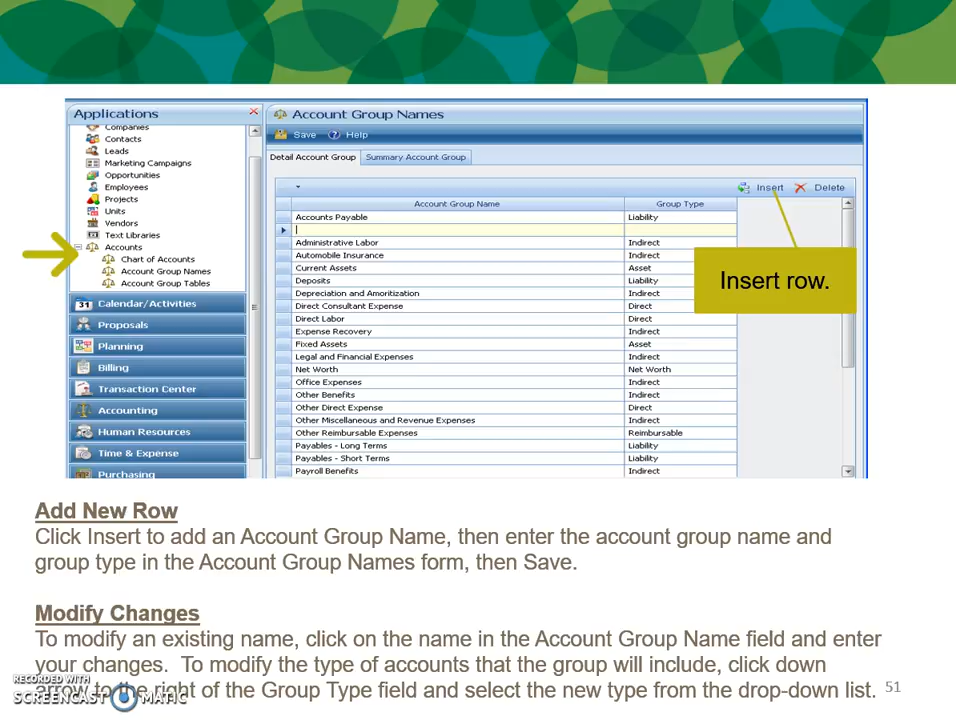 Applications
Companies
Contacts
Leads
Marketing Campaigns
Opportunities
Employees
Projects
Units
Vendors
Text Libraries
Accounts
Chart of Accounts
Account Group Names
Account Group Tables
31 Calendar/Activities
Proposals
Planning
Billing
Transaction Center
Accounting
Human Resources
Time & Expense
Purchasing
Account Group Names
Save Help
Detail Account Group Summary Account Group
Insert Delete
Account Group Name Group Type
Accounts Payable Liability
Administrative Labor Indirect
Automobile Insurance Indirect
Current Assets Asset
Deposits Liability
Depreciation and Amoritization Indirect
Direct Consultant Expense Direct
Direct Labor Direct
Expense Recovery Indirect
Fixed Assets Asset
Legal and Financial Expenses Indirect
Net Worth Net Worth
Office Expenses Indirect
Other Benefits Indirect
Other Direct Expense Direct
Other Miscellaneous and Revenue Expenses Indirect
Other Reimbursable Expenses Reimbursable
Payables - Long Terms Liability
Payables - Short Terms Liability
Payroll Benefits Indirect
Insert row.
Add New Row
Click Insert to add an Account Group Name, then enter the account group name and
group type in the Account Group Names form, then Save.
Modify Changes
To modify an existing name, click on the name in the Account Group Name field and enter
your changes. To modify the type of accounts that the group will include, click down
arrow to the right of the Group Type field and select the new type from the drop-down list.
51
RECORDED WITH
SCREENCAST MATIC